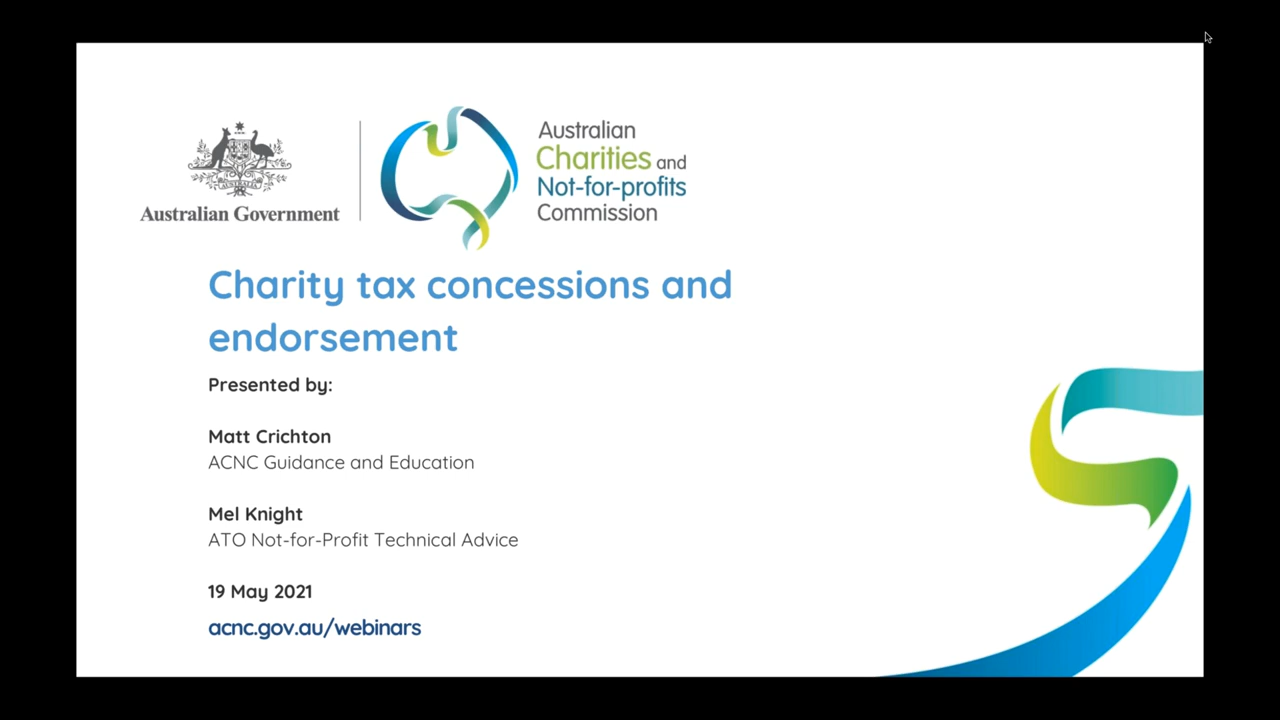 AUSTRALIA
Australian Government
Australian
Charities and
Not-for-profits
Commission
Charity tax concessions and
endorsement
Presented by:
Matt Crichton
ACNC Guidance and Education
Mel Knight
ATO Not-for-Profit Technical Advice
19 May 2021
acnc.gov.au/webinars